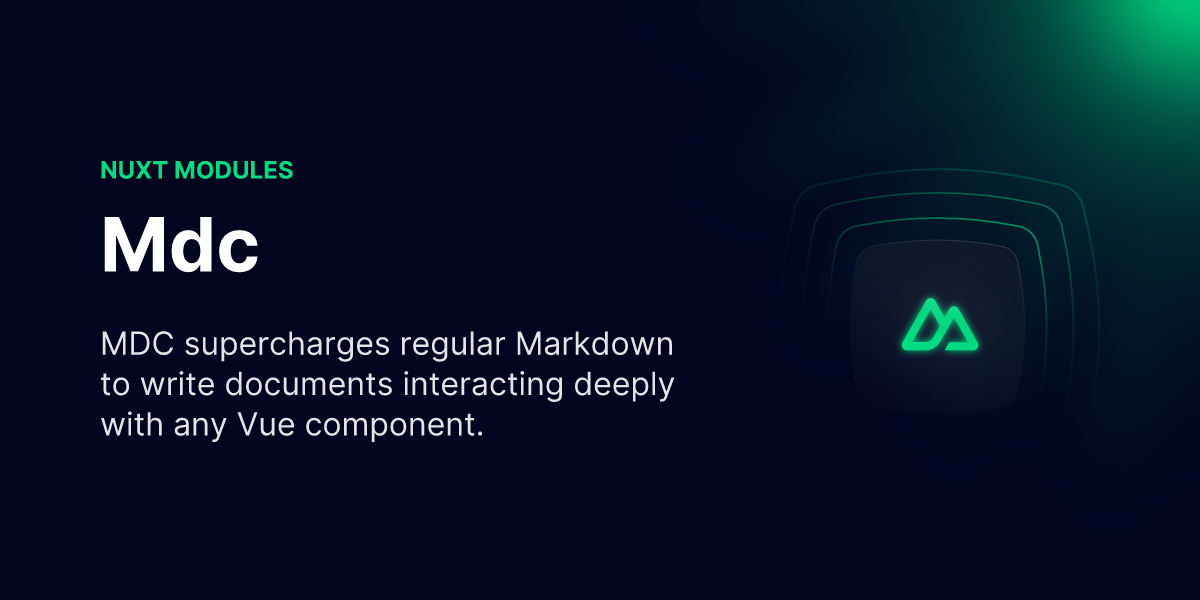 NUXT MODULES
Mdc
MDC supercharges regular Markdown
to write documents interacting deeply
with any Vue component.